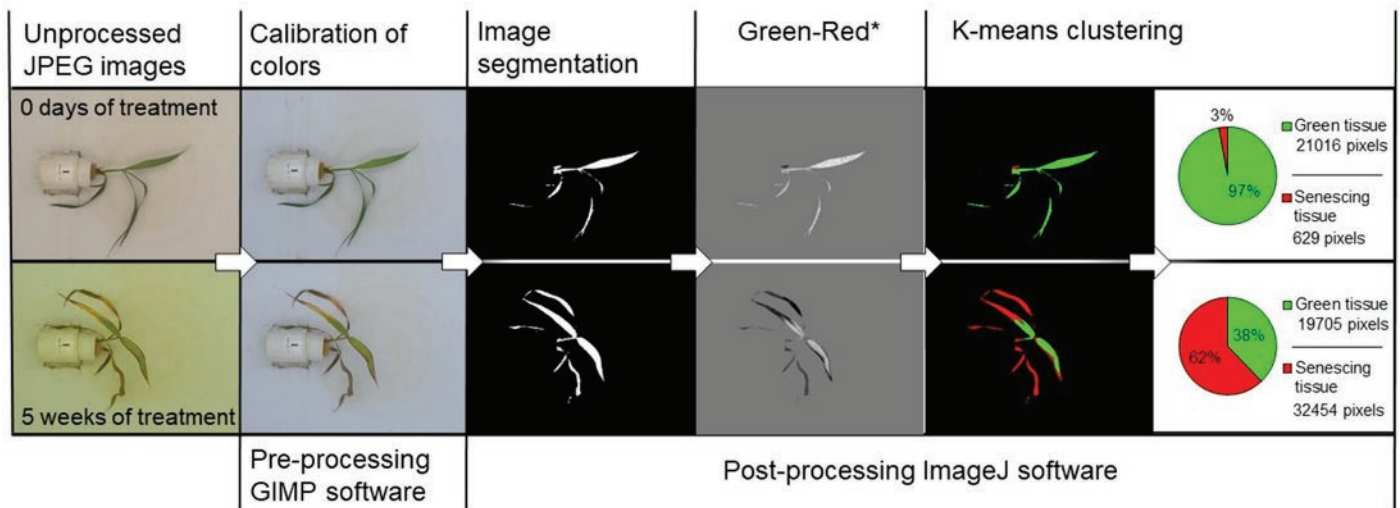 Unprocessed
JPEG images
Calibration of
colors
Image
segmentation
Green-Red*
K-means clustering
0 days of treatment
3%
97%
Green tissue
21016 pixels
Senescing
tissue
629 pixels
5 weeks of treatment
62%
38%
Green tissue
19705 pixels
Senescing
tissue
32454 pixels
Pre-processing
GIMP software
Post-processing ImageJ software